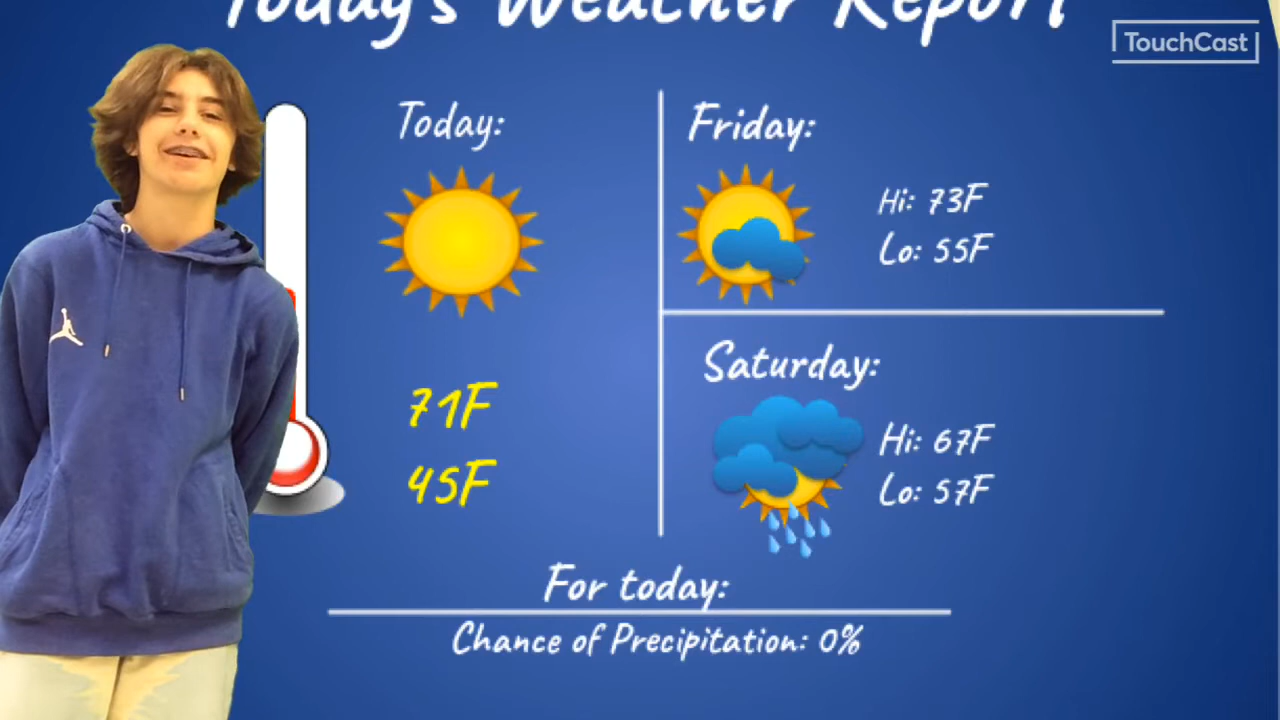 Today's Weather Report
TouchCast
Today:
71F
45F
Friday:
Hi: 73F
Lo: 55F
Saturday:
Hi: 67F
Lo: 57F
For today:
Chance of Precipitation: 0%